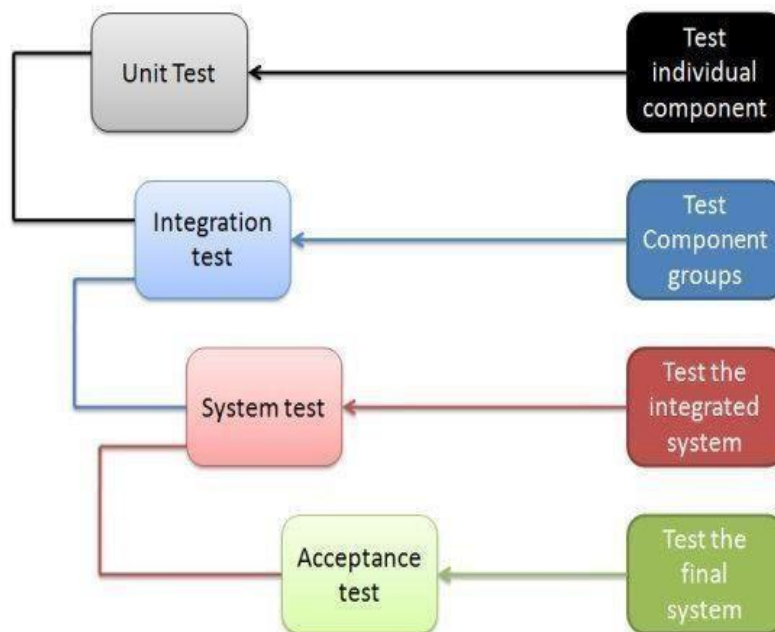 Unit Test
Test
individual
component
Integration
test
Test
Component
groups
System test
Test the
integrated
system
Acceptance
test
Test the
final
system